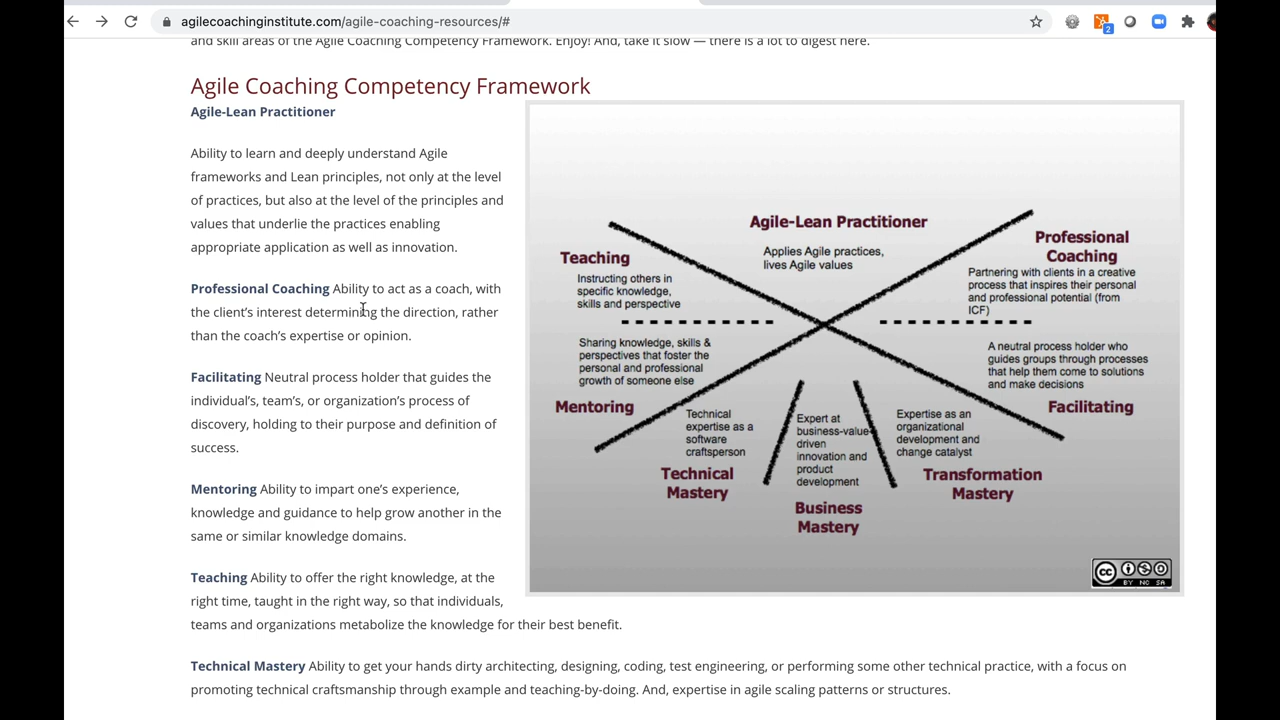 agilecoachinginstitute.com/agile-coaching-resources/#
2
and skill areas of the Agile Coaching Competency Framework. Enjoy! And, take it slow — there is a lot to digest here.
Agile Coaching Competency Framework
Agile-Lean Practitioner
Ability to learn and deeply understand Agile
frameworks and Lean principles, not only at the level
of practices, but also at the level of the principles and
values that underlie the practices enabling
appropriate application as well as innovation.
Professional Coaching Ability to act as a coach, with
the client's interest determining the direction, rather
than the coach's expertise or opinion.
Facilitating Neutral process holder that guides the
individual's, team's, or organization's process of
discovery, holding to their purpose and definition of
success.
Mentoring Ability to impart one's experience,
knowledge and guidance to help grow another in the
same or similar knowledge domains.
Teaching Ability to offer the right knowledge, at the
right time, taught in the right way, so that individuals,
teams and organizations metabolize the knowledge for their best benefit.
Technical Mastery Ability to get your hands dirty architecting, designing, coding, test engineering, or performing some other technical practice, with a focus on
promoting technical craftsmanship through example and teaching-by-doing. And, expertise in agile scaling patterns or structures.
Agile-Lean Practitioner
Applies Agile practices,
lives Agile values
Teaching
Instructing others in
specific knowledge,
skills and perspective
Professional
Coaching
Partnering with clients in a creative
process that inspires their personal
and professional potential (from
ICF)
Sharing knowledge, skills &
perspectives that foster the
personal and professional
growth of someone else
Mentoring
A neutral process holder who
guides groups through processes
that help them come to solutions
and make decisions
Facilitating
Technical
expertise as a
software
craftsperson
Technical
Mastery
Expert at
business-value-
driven
innovation and
product
development
Business
Mastery
Expertise as an
organizational
development and
change catalyst
Transformation
Mastery
cc
BY NC SA